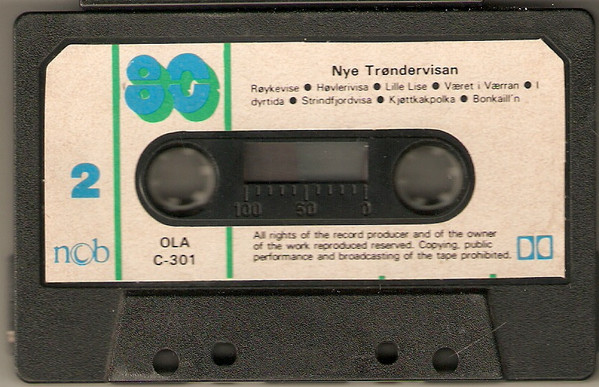 Nye Trøndervisan
Røykevise ● Høvlerivisa ● Lille Lise ● Været i Værran ● I
dyrtida ● Strindfjordvisa ● Kjøttkakpolka ● Bonkaill'n
2
100 50 0
ncb
OLA
C-301
All rights of the record producer and of the owner
of the work reproduced reserved. Copying, public
performance and broadcasting of the tape prohibited.